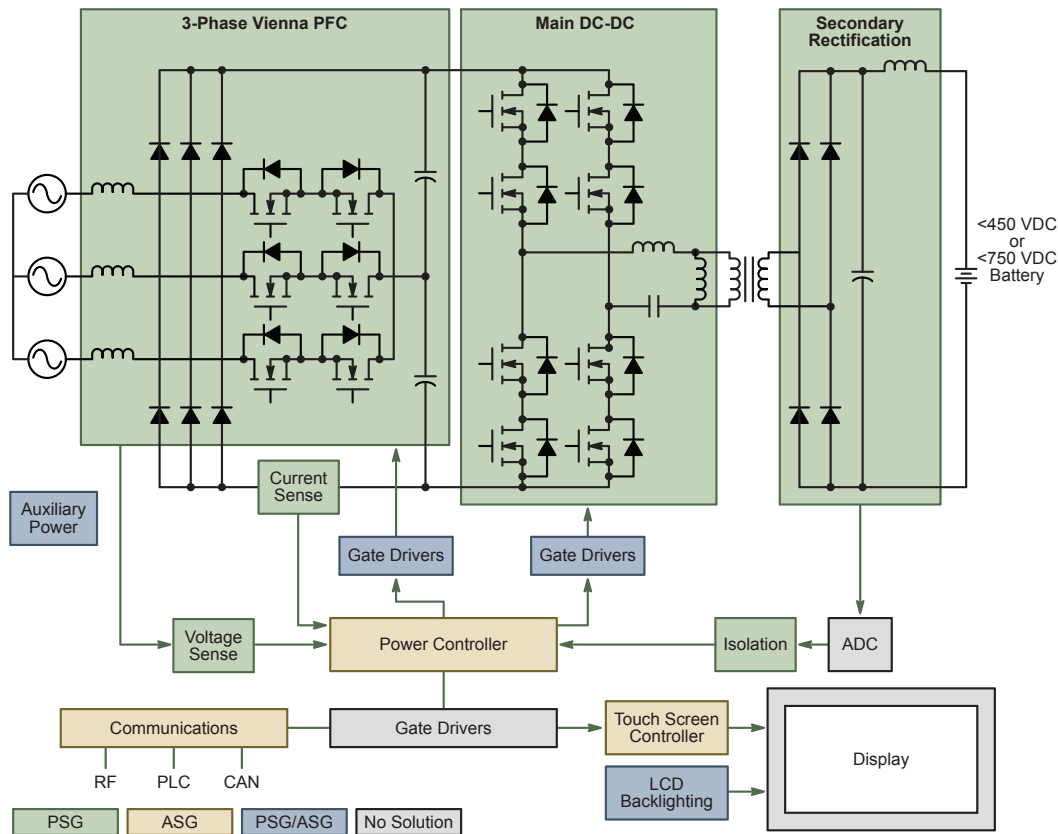 3-Phase Vienna PFC
Main DC-DC
Secondary
Rectification
<450 VDC
or
<750 VDC
Battery
Current
Sense
Auxiliary
Power
Gate Drivers
Gate Drivers
Voltage
Sense
Power Controller
Isolation
ADC
Communications
Gate Drivers
Touch Screen
Controller
Display
RF
PLC
CAN
LCD
Backlighting
PSG
ASG
PSG/ASG
No Solution